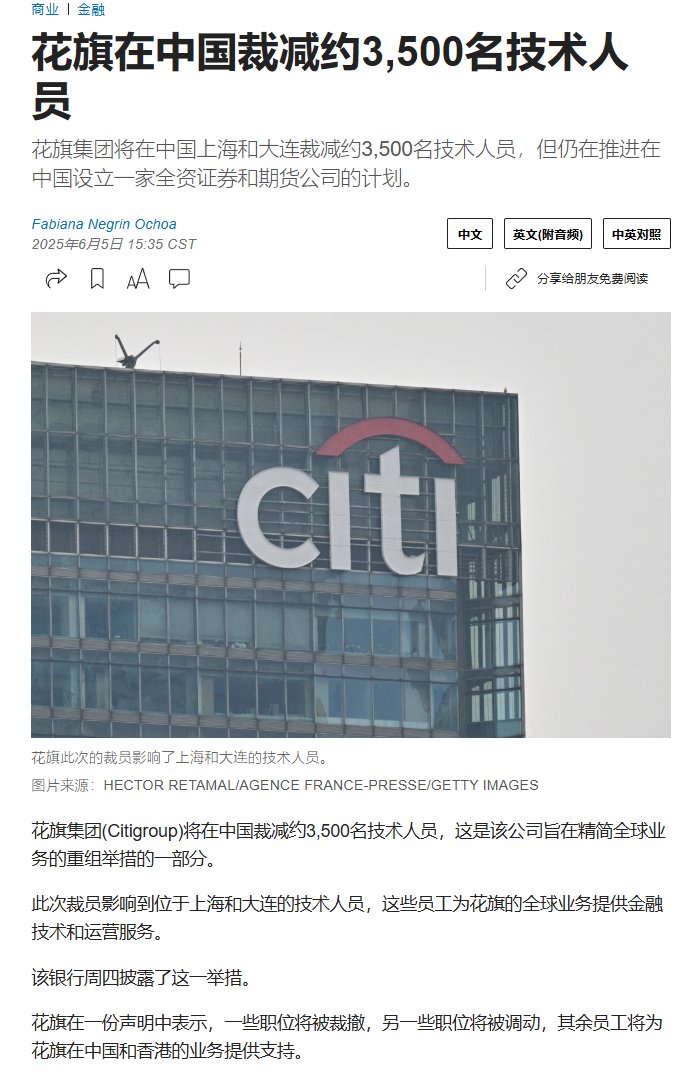 商业 | 金融
花旗在中国裁减约3,500名技术人
员
花旗集团将在中国上海和大连裁减约3,500名技术人员，但仍在推进在
中国设立一家全资证券和期货公司的计划。
Fabiana Negrin Ochoa
2025年6月5日 15:35 CST
中文
英文(附音频)
中英对照
AA
分享给朋友免费阅读
citi
花旗此次的裁员影响了上海和大连的技术人员。
图片来源：HECTOR RETAMAL/AGENCE FRANCE-PRESSE/GETTY IMAGES
花旗集团(Citigroup)将在中国裁减约3,500名技术人员，这是该公司旨在精简全球业
务的重组举措的一部分。
此次裁员影响到位于上海和大连的技术人员，这些员工为花旗的全球业务提供金融
技术和运营服务。
该银行周四披露了这一举措。
花旗在一份声明中表示，一些职位将被裁撤，另一些职位将被调动，其余员工将为
花旗在中国和香港的业务提供支持。